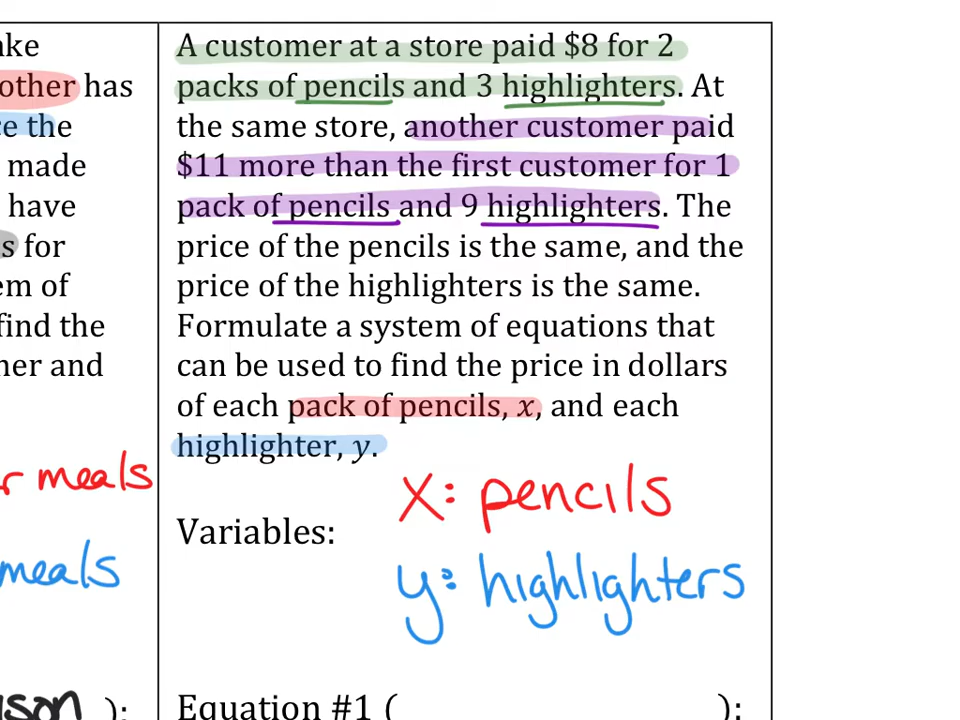 ake
other has
ce the
made
have
s for
em of
find the
ner and
r meals
meals
ison ):
A customer at a store paid $8 for 2
packs of pencils and 3 highlighters. At
the same store, another customer paid
$11 more than the first customer for 1
pack of pencils and 9 highlighters. The
price of the pencils is the same, and the
price of the highlighters is the same.
Formulate a system of equations that
can be used to find the price in dollars
of each pack of pencils, x, and each
highlighter, y.
x: pencils
Variables:
y: highlighters
Equation #1 ( ):